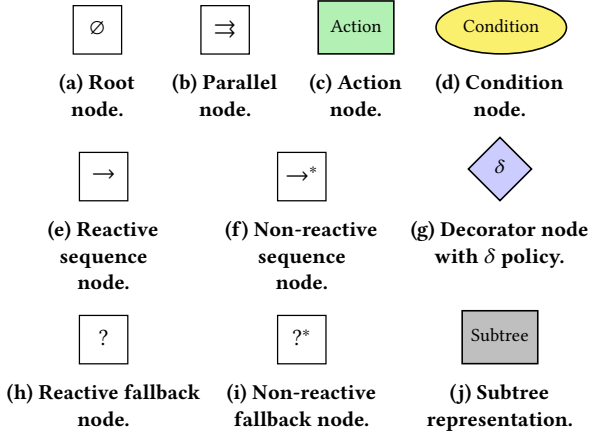 ∅ ⇉ Action Condition
(a) Root (b) Parallel (c) Action (d) Condition
node. node. node. node.
→ →* δ
(e) Reactive (f) Non-reactive (g) Decorator node
sequence sequence with δ policy.
node. node.
? ?* Subtree
(h) Reactive fallback (i) Non-reactive (j) Subtree
node. fallback node. representation.